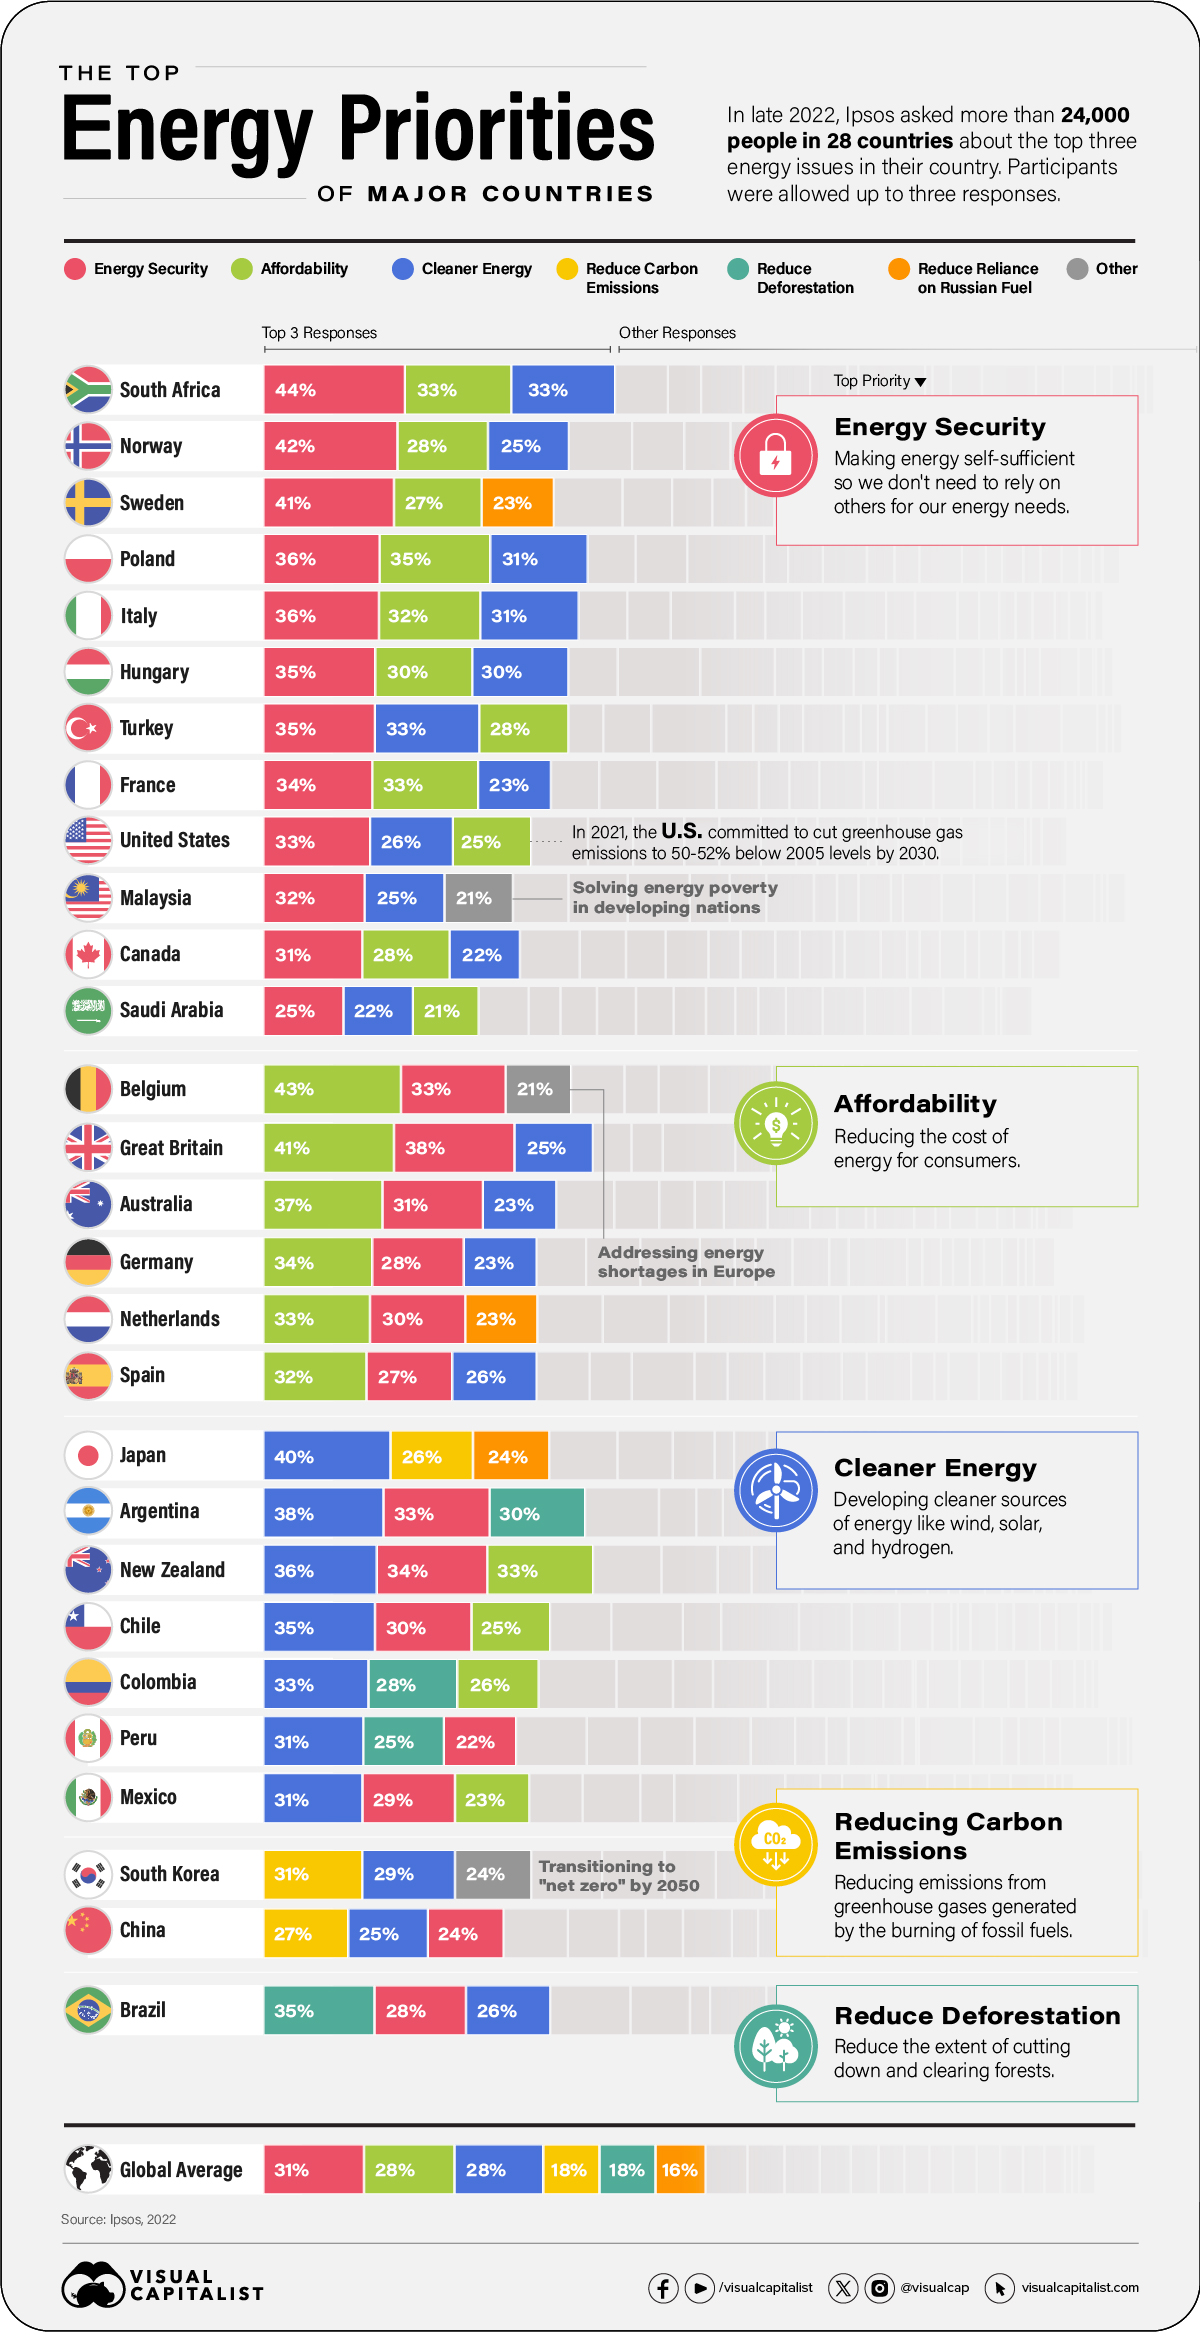 THE TOP
Energy Priorities
OF MAJOR COUNTRIES
In late 2022, Ipsos asked more than 24,000
people in 28 countries about the top three
energy issues in their country. Participants
were allowed up to three responses.
Energy Security
Affordability
Cleaner Energy
Reduce Carbon
Emissions
Reduce
Deforestation
Reduce Reliance
on Russian Fuel
Other
Top 3 Responses
Other Responses
South Africa 44% 33% 33%
Top Priority ▼
Energy Security
Making energy self-sufficient
so we don't need to rely on
others for our energy needs.
Norway 42% 28% 25%
Sweden 41% 27% 23%
Poland 36% 35% 31%
Italy 36% 32% 31%
Hungary 35% 30% 30%
Turkey 35% 33% 28%
France 34% 33% 23%
United States 33% 26% 25%
In 2021, the U.S. committed to cut greenhouse gas
emissions to 50-52% below 2005 levels by 2030.
Malaysia 32% 25% 21%
Solving energy poverty
in developing nations
Canada 31% 28% 22%
Saudi Arabia 25% 22% 21%
Belgium 43% 33% 21%
Affordability
Reducing the cost of
energy for consumers.
Great Britain 41% 38% 25%
Australia 37% 31% 23%
Germany 34% 28% 23%
Addressing energy
shortages in Europe
Netherlands 33% 30% 23%
Spain 32% 27% 26%
Japan 40% 26% 24%
Cleaner Energy
Developing cleaner sources
of energy like wind, solar,
and hydrogen.
Argentina 38% 33% 30%
New Zealand 36% 34% 33%
Chile 35% 30% 25%
Colombia 33% 28% 26%
Peru 31% 25% 22%
Mexico 31% 29% 23%
CO₂
Reducing Carbon
Emissions
Reducing emissions from
greenhouse gases generated
by the burning of fossil fuels.
South Korea 31% 29% 24%
Transitioning to
"net zero" by 2050
China 27% 25% 24%
Brazil 35% 28% 26%
Reduce Deforestation
Reduce the extent of cutting
down and clearing forests.
Global Average 31% 28% 28% 18% 18% 16%
Source: Ipsos, 2022
VISUAL
CAPITALIST
/visualcapitalist
@visualcap
visualcapitalist.com